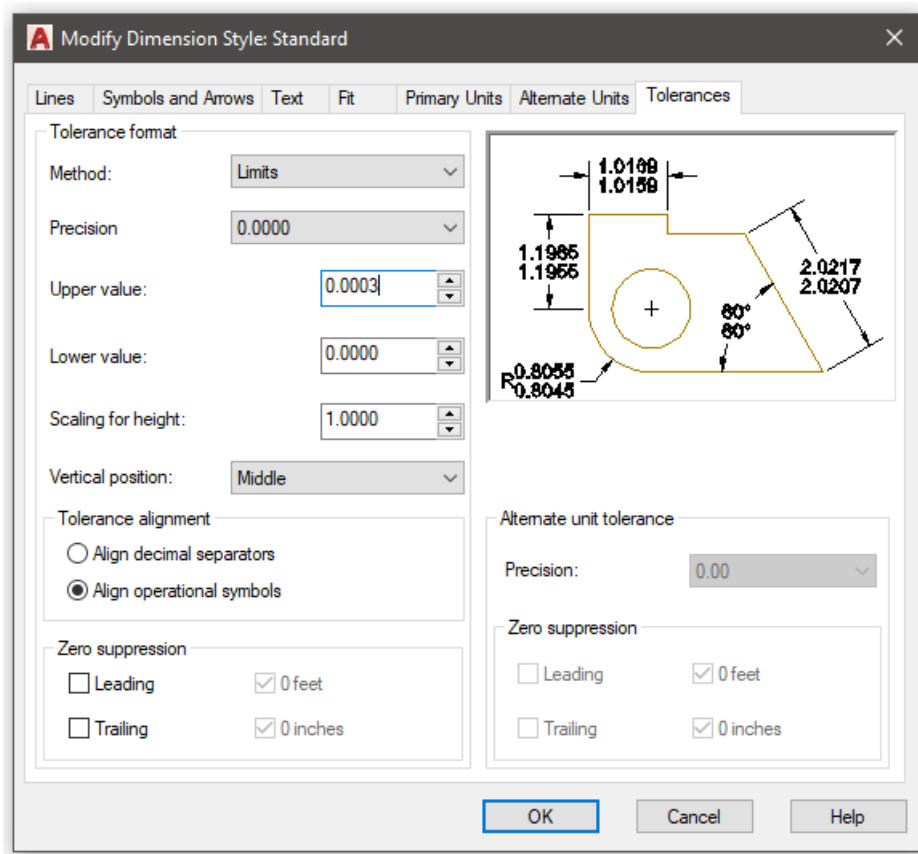 Modify Dimension Style: Standard
Lines Symbols and Arrows Text Fit Primary Units Alternate Units Tolerances
Tolerance format
Method: Limits
Precision 0.0000
Upper value: 0.0003
Lower value: 0.0000
Scaling for height: 1.0000
Vertical position: Middle
Tolerance alignment
Align decimal separators
Align operational symbols
Zero suppression
Leading 0 feet
Trailing 0 inches
1.0169
1.0159
1.1965
1.1955
2.0217
2.0207
60°
60°
R0.8055
0.8045
Alternate unit tolerance
Precision: 0.00
Zero suppression
Leading 0 feet
Trailing 0 inches
OK Cancel Help